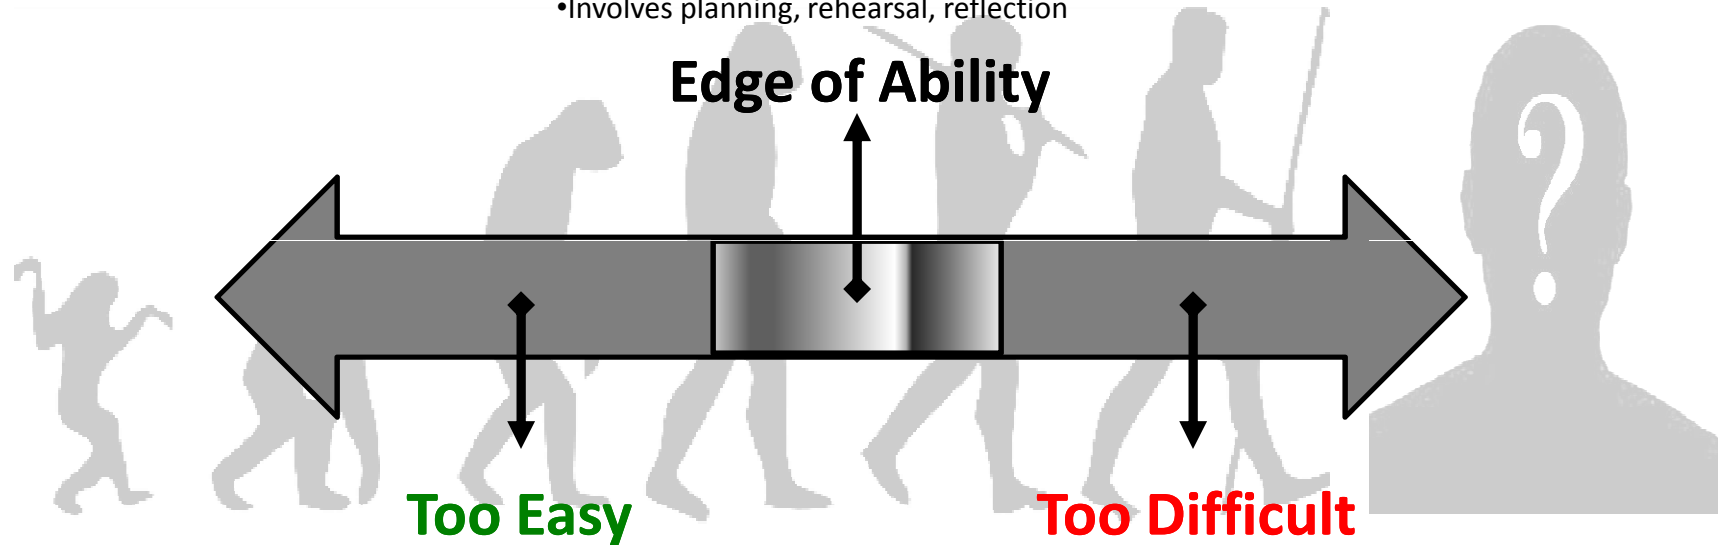 •Involves planning, rehearsal, reflection
Edge of Ability
?
Too Easy
Too Difficult